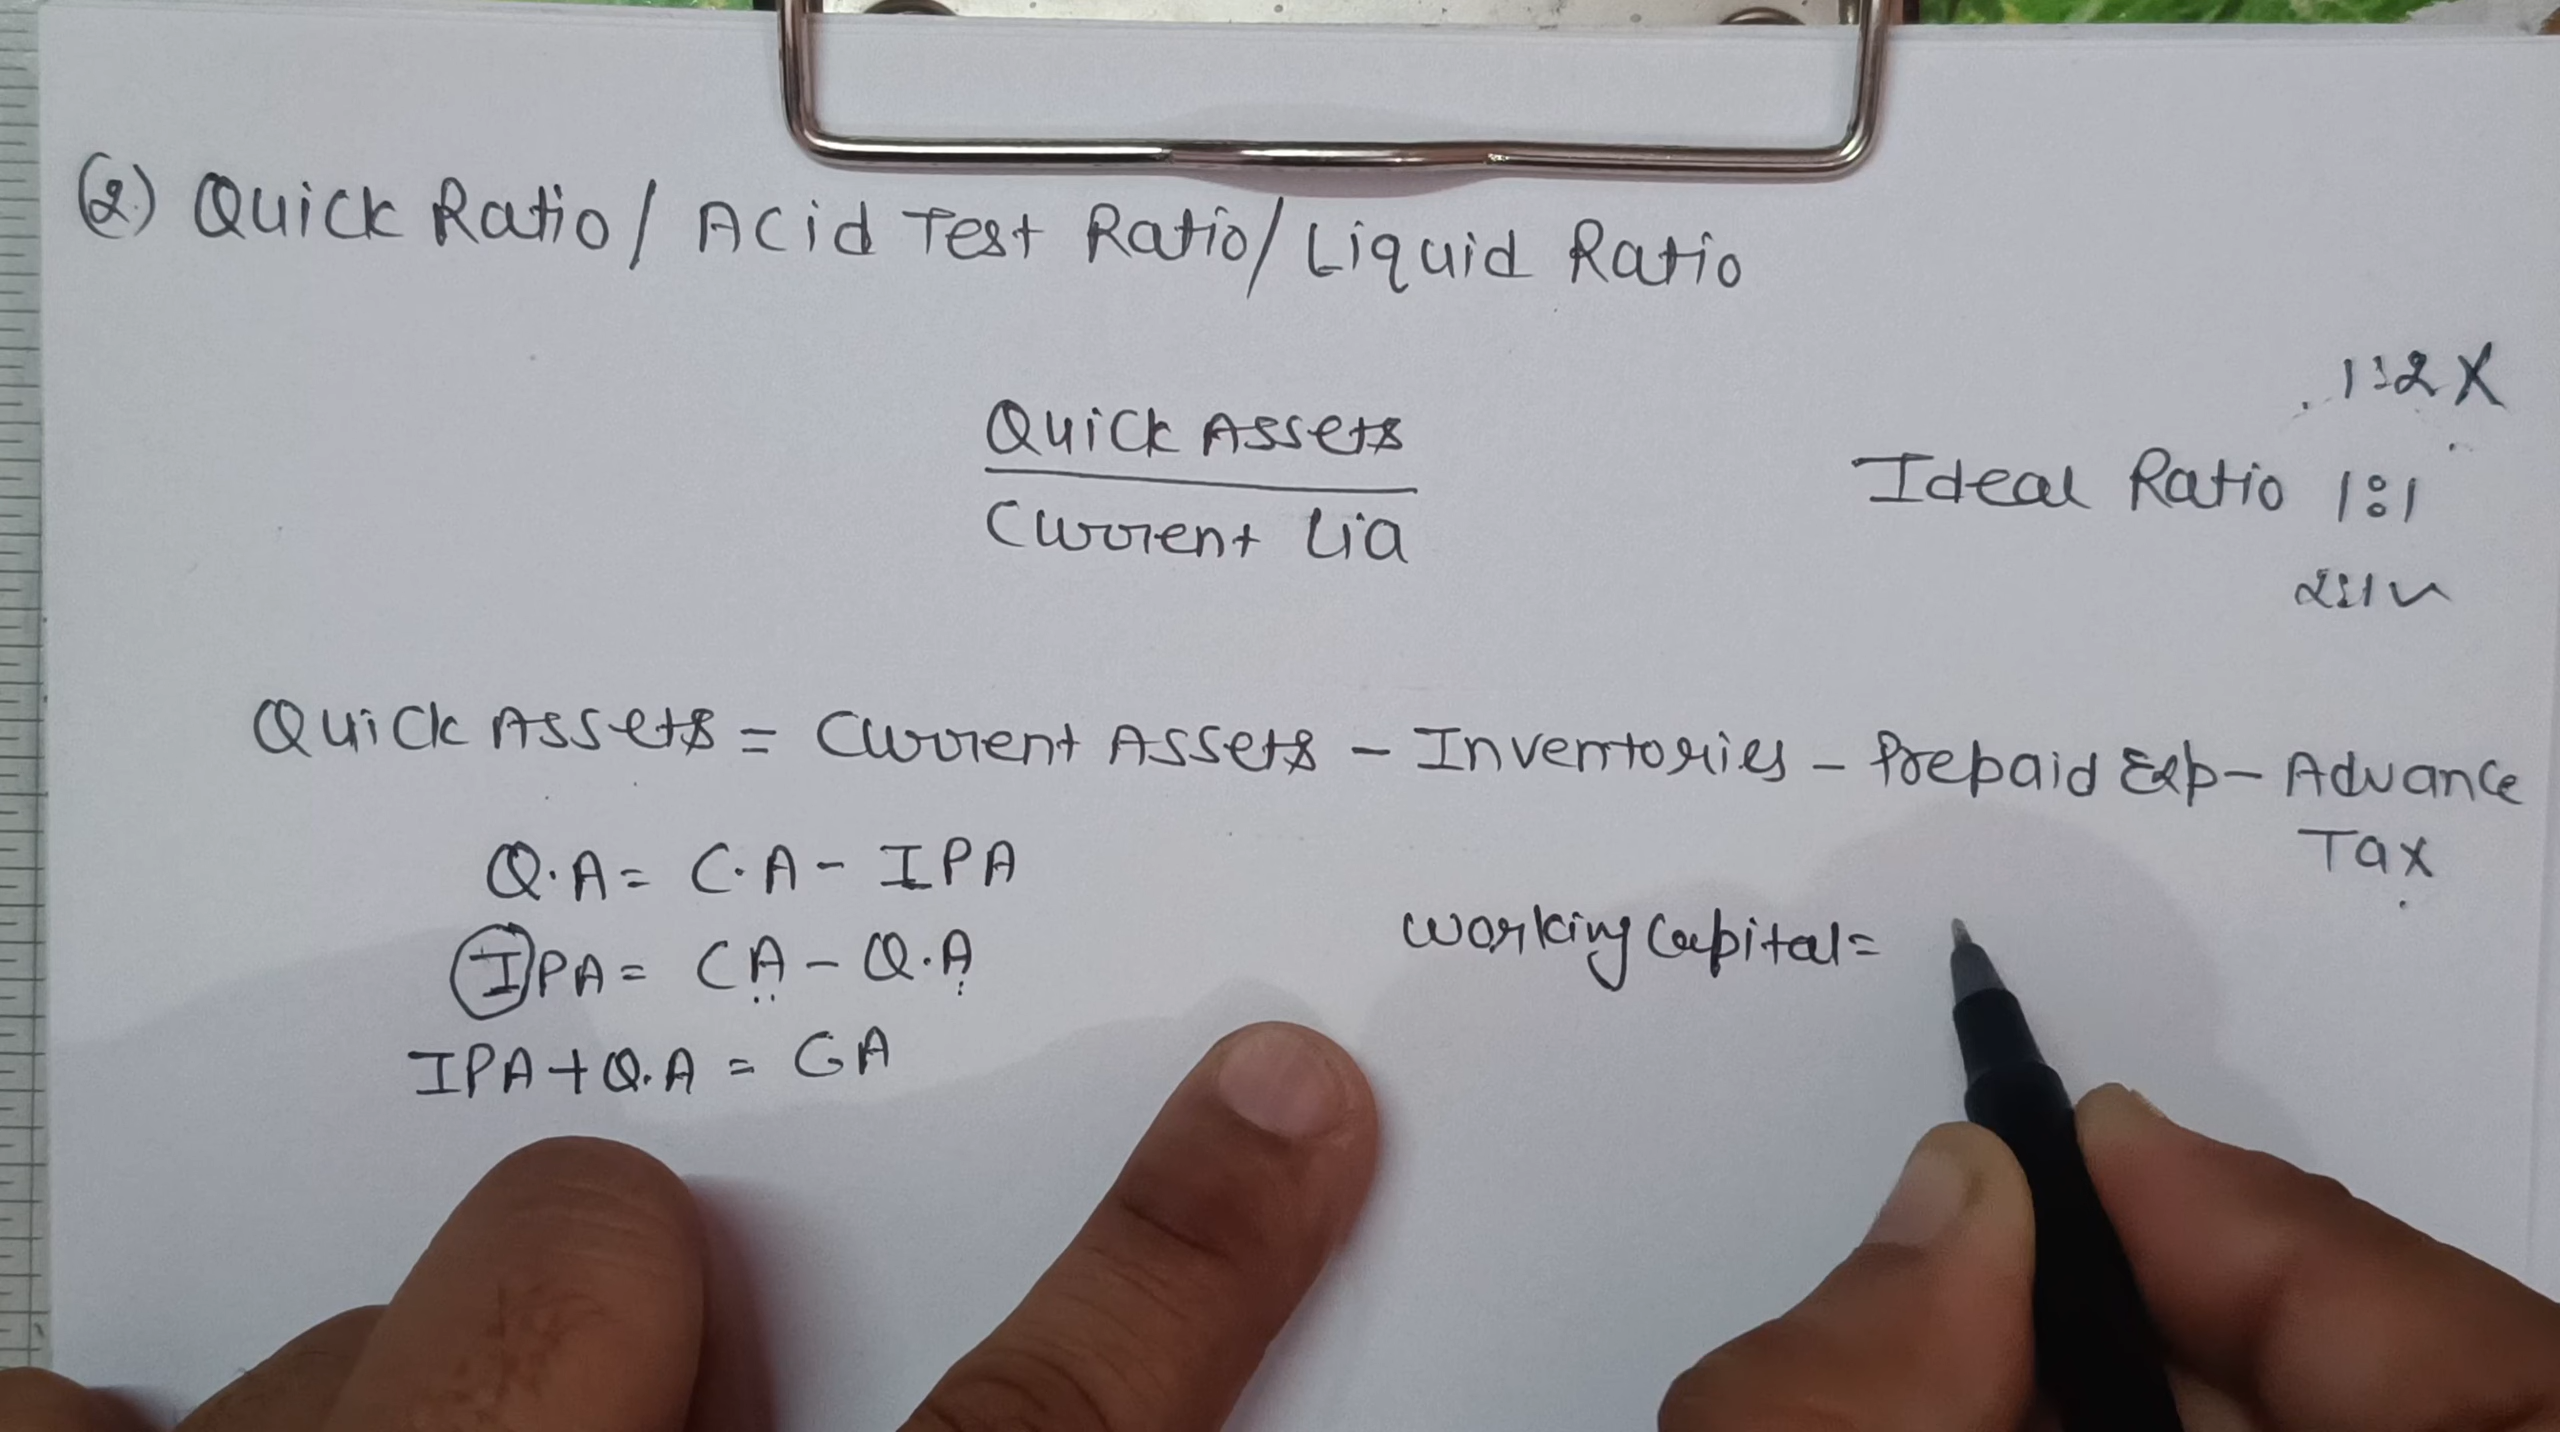 (2) Quick Ratio / Acid Test Ratio / Liquid Ratio
1:2 X
Quick Assets
Current Lia
Ideal Ratio 1:1
2:1 ✓
Quick Assets = Current Assets - Inventories - Prepaid Exp - Advance
Tax
Q.A = C.A - IPA
IPA = CA - Q.A
IPA + Q.A = CA
Working Capital =